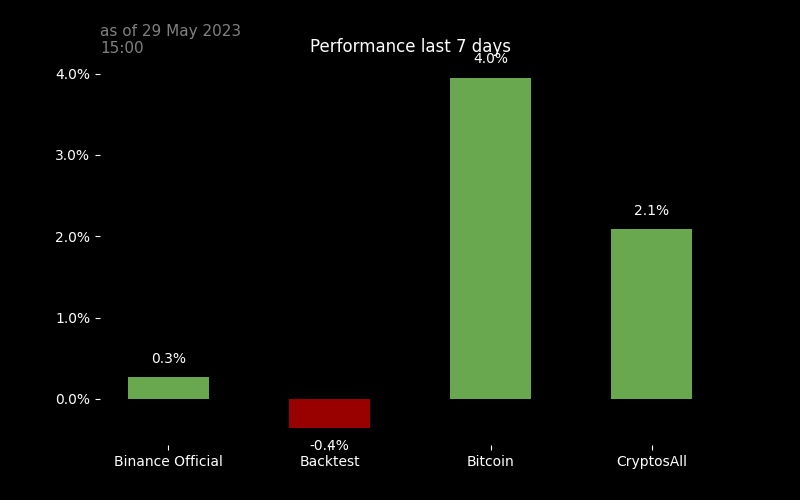 as of 29 May 2023
15:00
Performance last 7 days
4.0%
4.0%
3.0%
2.1%
2.0%
1.0%
0.3%
0.0%
-0.4%
Binance Official
Backtest
Bitcoin
CryptosAll